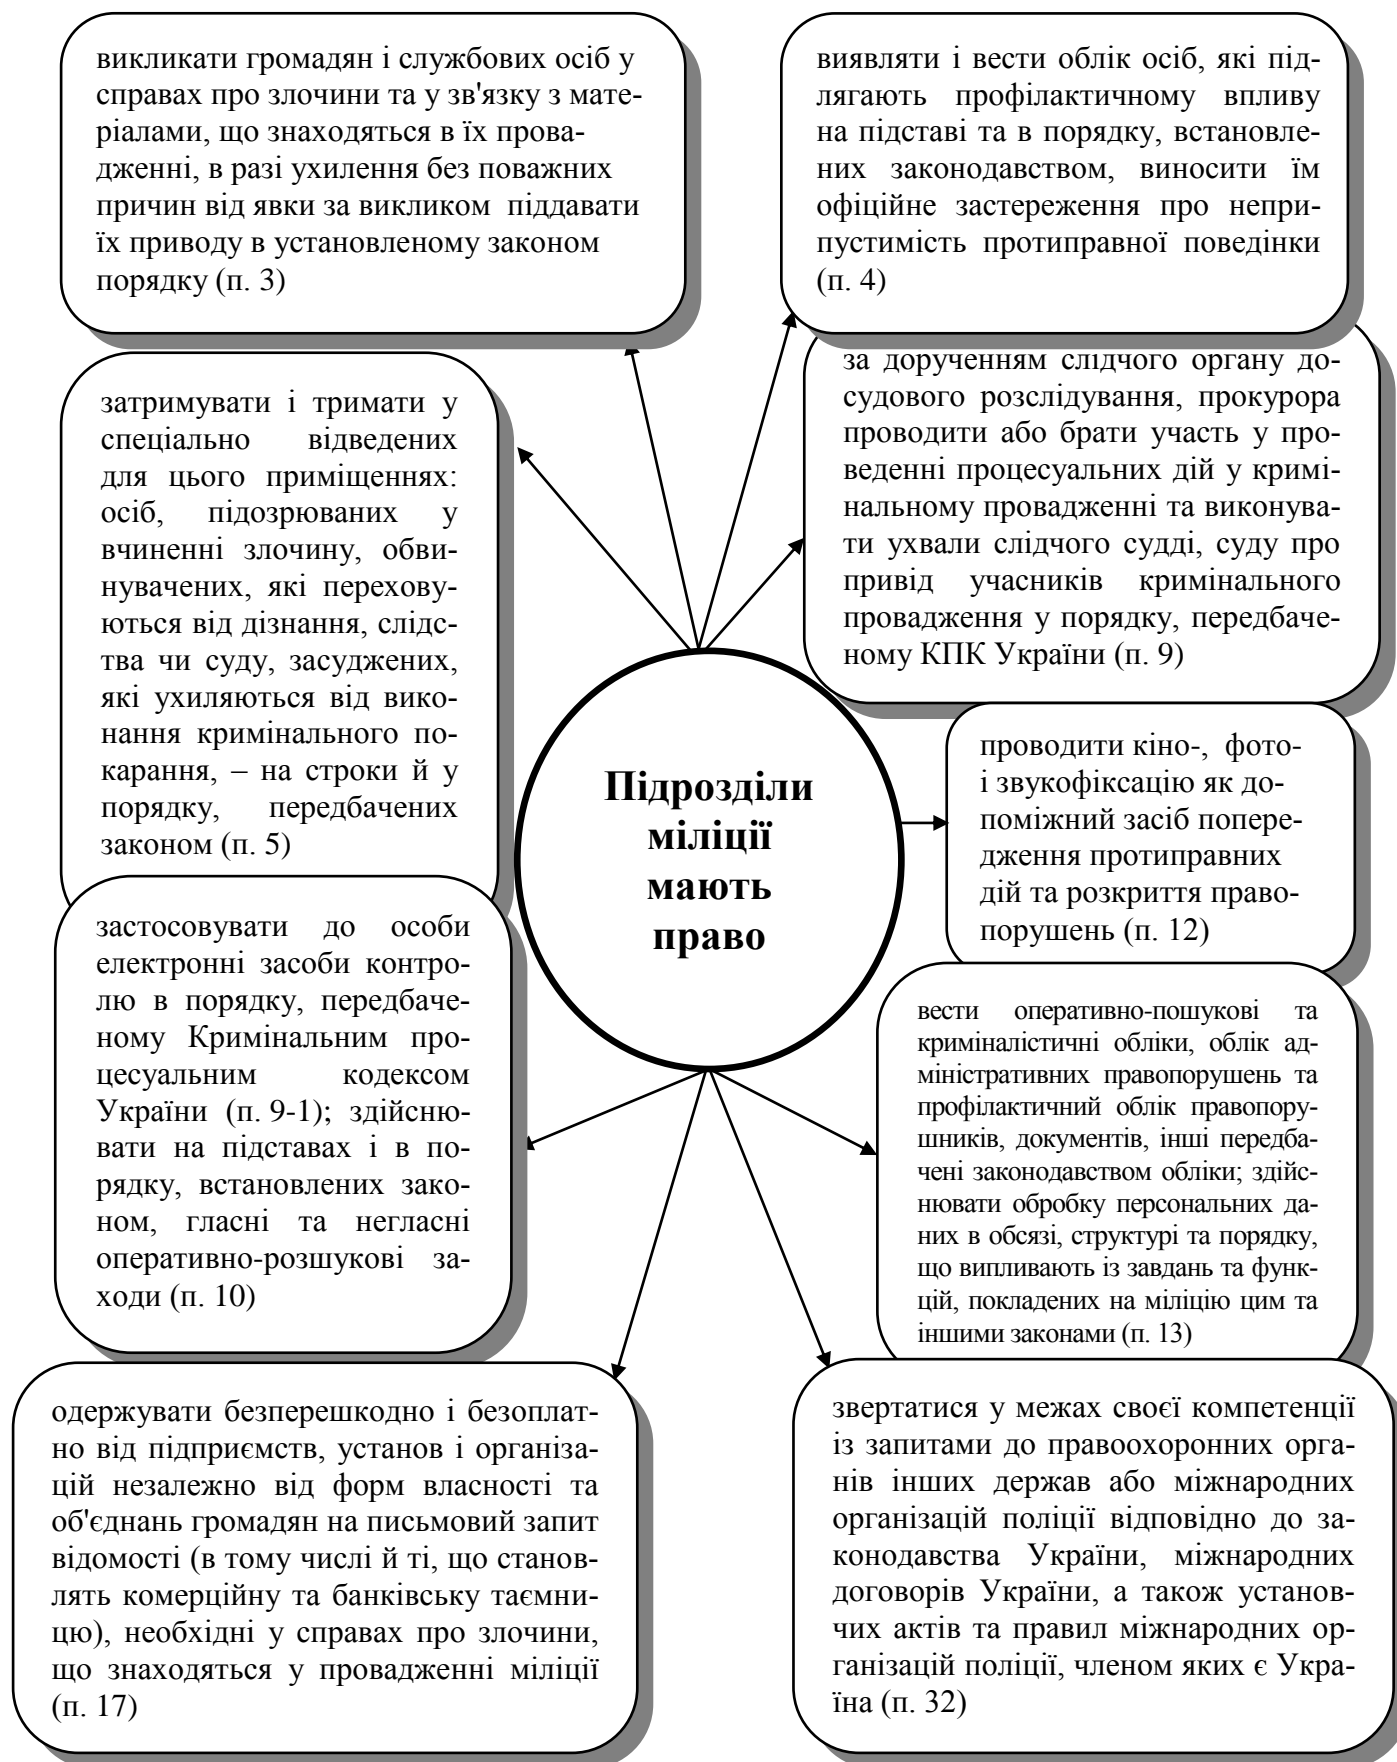 викликати громадян і службових осіб у
справах про злочини та у зв'язку з мате-
ріалами, що знаходяться в їх прова-
дженні, в разі ухилення без поважних
причин від явки за викликом піддавати
їх приводу в установленому законом
порядку (п. 3)
виявляти і вести облік осіб, які під-
лягають профілактичному впливу
на підставі та в порядку, встановле-
них законодавством, виносити їм
офіційне застереження про непри-
пустимість протиправної поведінки
(п. 4)
затримувати і тримати у
спеціально відведених
для цього приміщеннях:
осіб, підозрюваних у
вчиненні злочину, обви-
нувачених, які переховую-
ються від дізнання, слідс-
тва чи суду, засуджених,
які ухиляються від вико-
нання кримінального по-
карання, – на строки й у
порядку, передбачених
законом (п. 5)
за дорученням слідчого органу до-
судового розслідування, прокурора
проводити або брати участь у про-
веденні процесуальних дій у кримі-
нальному провадженні та виконува-
ти ухвали слідчого судді, суду про
привід учасників кримінального
провадження у порядку, передбаче-
ному КПК України (п. 9)
Підрозділи
міліції
мають
право
проводити кіно-, фото-
і звукофіксацію як до-
поміжний засіб попере-
дження протиправних
дій та розкриття право-
порушень (п. 12)
застосовувати до особи
електронні засоби контро-
лю в порядку, передбаче-
ному Кримінальним про-
цесуальним кодексом
України (п. 9-1); здійсню-
вати на підставах і в по-
рядку, встановлених зако-
ном, гласні та негласні
оперативно-розшукові за-
ходи (п. 10)
вести оперативно-пошукові та
криміналістичні обліки, облік ад-
міністративних правопорушень та
профілактичний облік правопору-
шників, документів, інші передба-
чені законодавством обліки; здійс-
нювати обробку персональних да-
них в обсязі, структурі та порядку,
що випливають із завдань та функ-
цій, покладених на міліцію цим та
іншими законами (п. 13)
одержувати безперешкодно і безоплат-
но від підприємств, установ і організа-
цій незалежно від форм власності та
об'єднань громадян на письмовий запит
відомості (в тому числі й ті, що станов-
лять комерційну та банківську таємни-
цю), необхідні у справах про злочини,
що знаходяться у провадженні міліції
(п. 17)
звертатися у межах своєї компетенції
із запитами до правоохоронних орга-
нів інших держав або міжнародних
організацій поліції відповідно до за-
конодавства України, міжнародних
договорів України, а також установ-
чих актів та правил міжнародних ор-
ганізацій поліції, членом яких є Укра-
їна (п. 32)